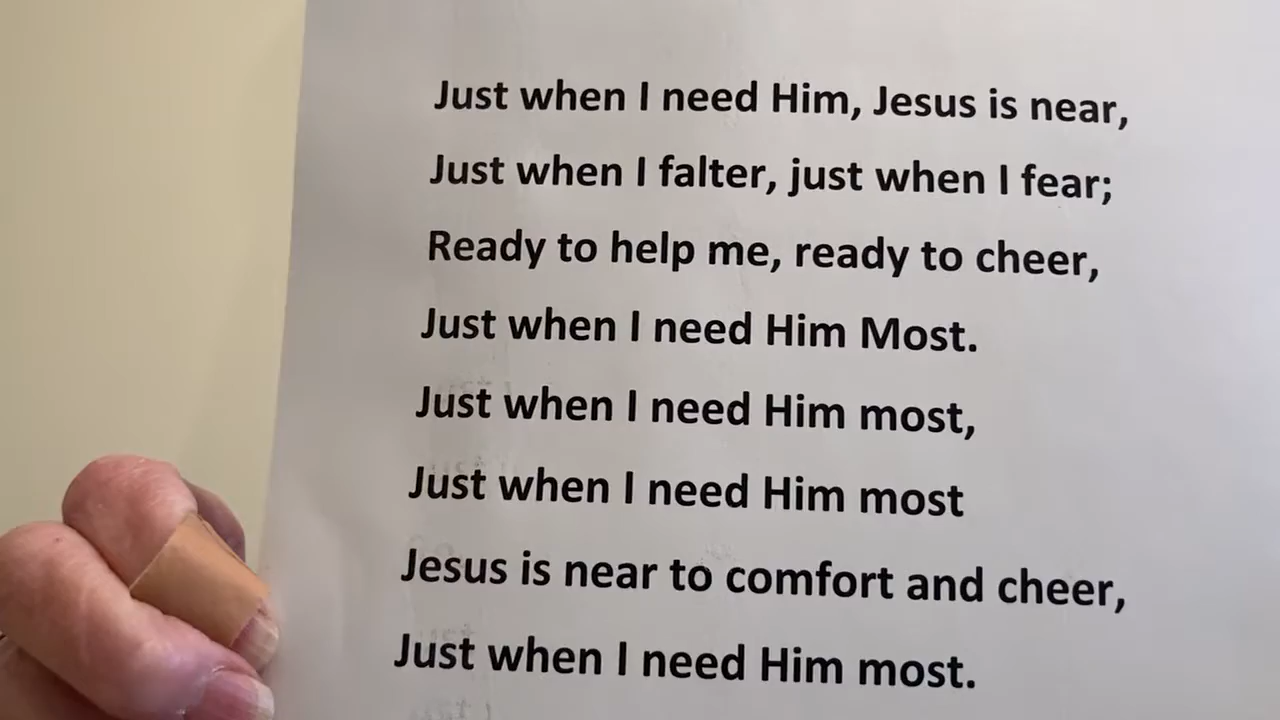 Just when I need Him, Jesus is near,
Just when I falter, just when I fear;
Ready to help me, ready to cheer,
Just when I need Him Most.
Just when I need Him most,
Just when I need Him most
Jesus is near to comfort and cheer,
Just when I need Him most.